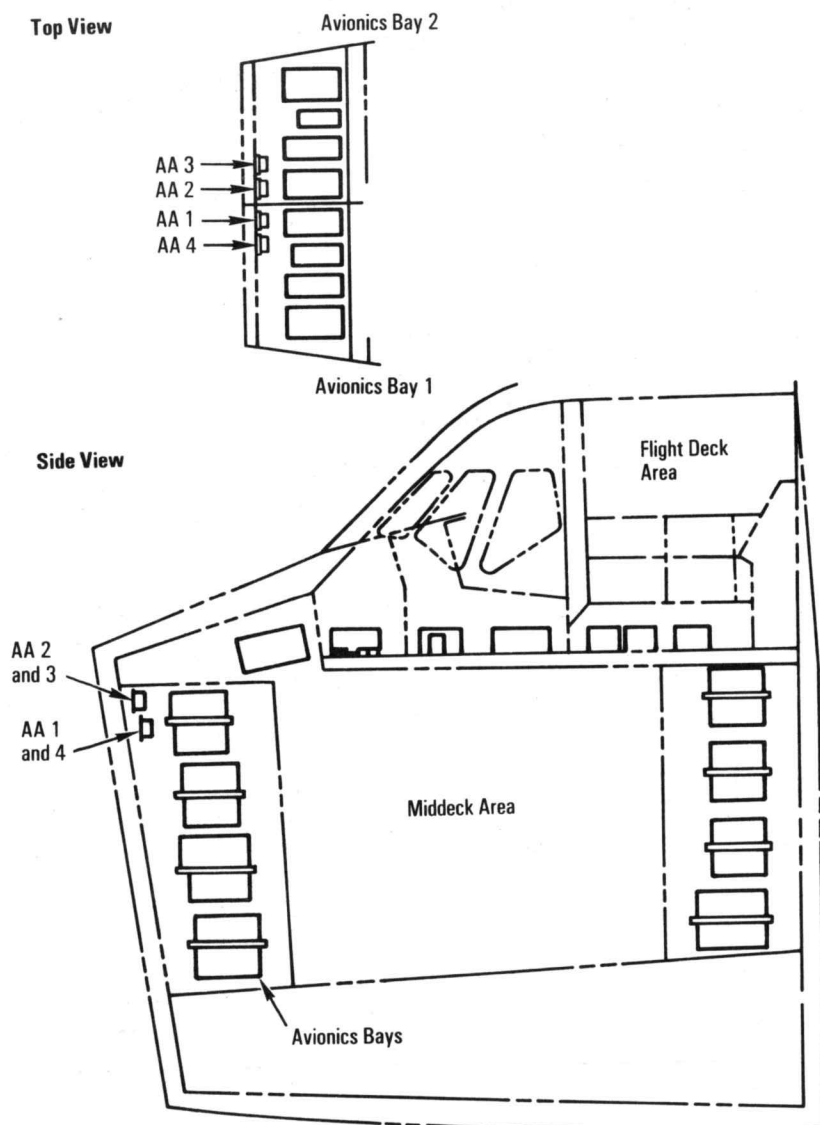 Top View
Avionics Bay 2
AA 3
AA 2
AA 1
AA 4
Avionics Bay 1
Side View
Flight Deck
Area
AA 2
and 3
AA 1
and 4
Middeck Area
Avionics Bays